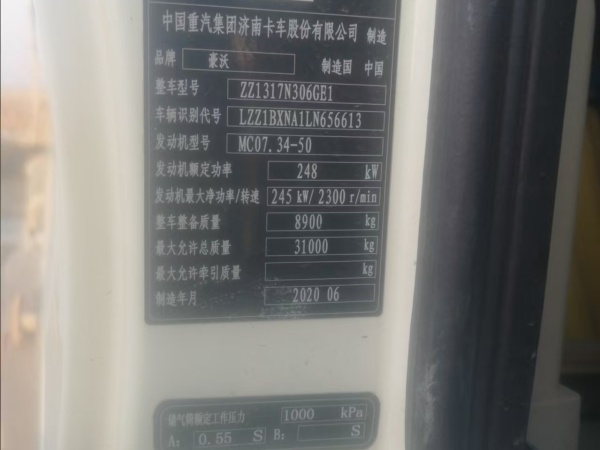 中国重汽集团济南卡车股份有限公司 制造
品牌 豪沃 制造国 中国
整车型号 ZZ1317N306GE1
车辆识别代号 LZZ1BXNA1LN656613
发动机型号 MC07.34-50
发动机额定功率 248 kW
发动机最大净功率/转速 245 kW/ 2300 r/min
整车整备质量 8900 kg
最大允许总质量 31000 kg
最大允许牵引质量 kg
制造年月 2020 06
储气筒额定工作压力 1000 kPa
A: 0.55 S B: S